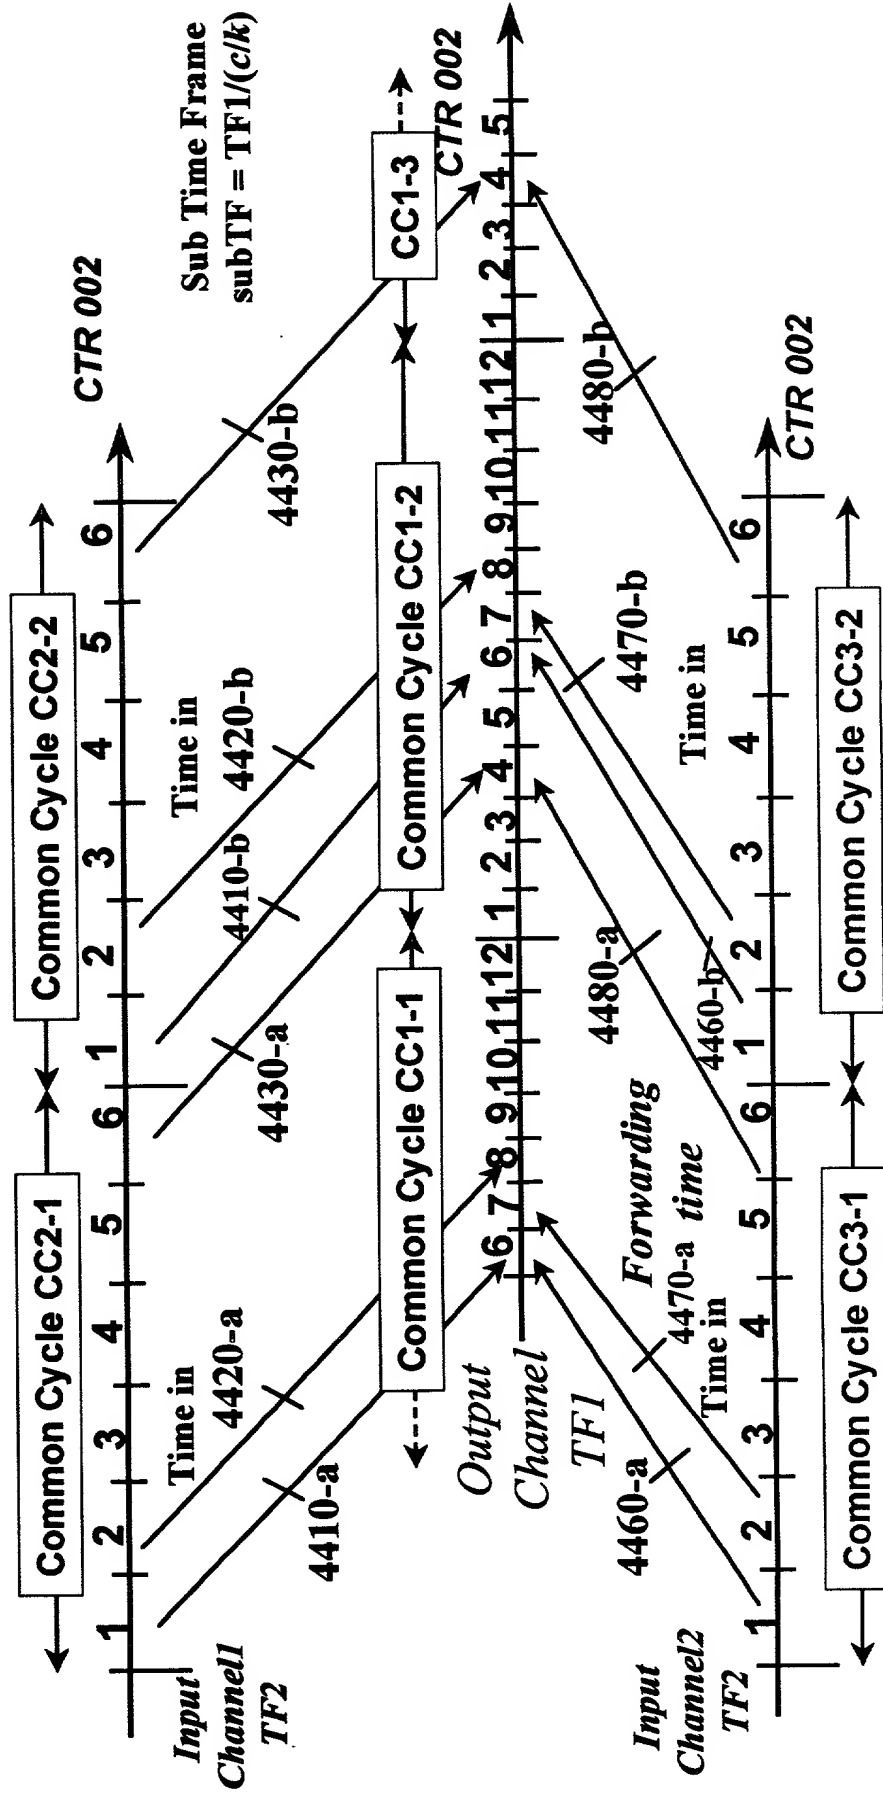 Common Cycle CC2-1
Common Cycle CC2-2
1 2 3 4 5 6 1 2 3 4 5 6
CTR 002
Input
Channel1
TF2
Time in
4420-a
4410-a
4430-a
4410-b
4420-b
Time in
4430-b
Sub Time Frame
subTF = TF1/(c/k)
Common Cycle CC1-1
Common Cycle CC1-2
CC1-3
CTR 002
Output
Channel
TF1
6 7 8 9 10 11 12 1 2 3 4 5 6 7 8 9 10 11 12 1 2 3 4 5
4460-a
4470-a
Forwarding
time
4480-a
4460-b
4470-b
4480-b
Time in
Time in
Input
Channel2
TF2
1 2 3 4 5 6 1 2 3 4 5 6
CTR 002
Common Cycle CC3-1
Common Cycle CC3-2